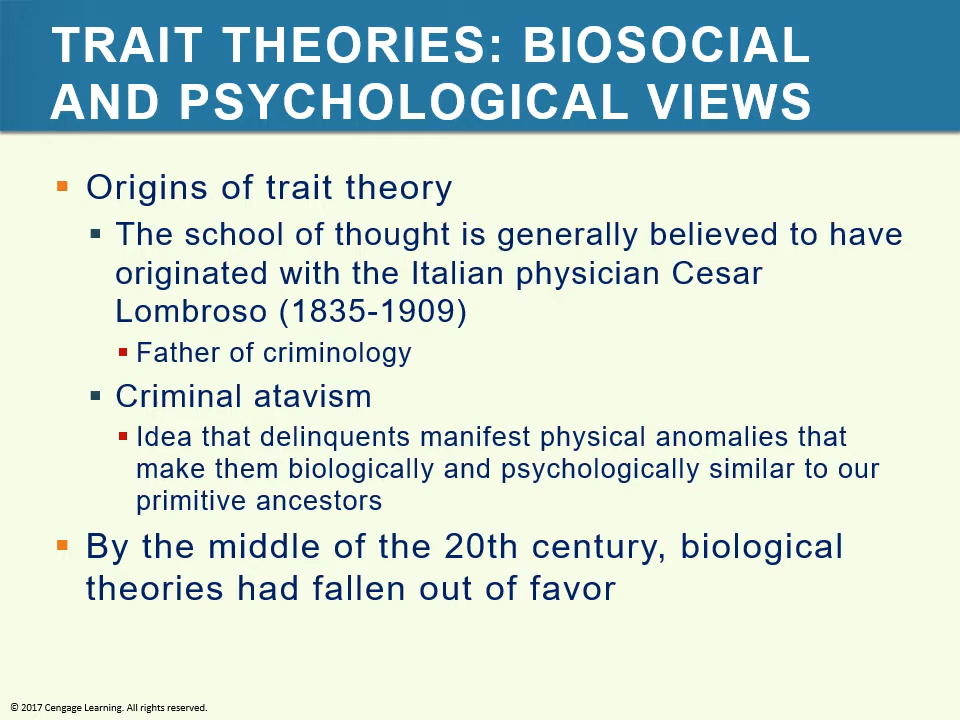 TRAIT THEORIES: BIOSOCIAL
AND PSYCHOLOGICAL VIEWS
Origins of trait theory
The school of thought is generally believed to have
originated with the Italian physician Cesar
Lombroso (1835-1909)
Father of criminology
Criminal atavism
Idea that delinquents manifest physical anomalies that
make them biologically and psychologically similar to our
primitive ancestors
By the middle of the 20th century, biological
theories had fallen out of favor
© 2017 Cengage Learning. All rights reserved.